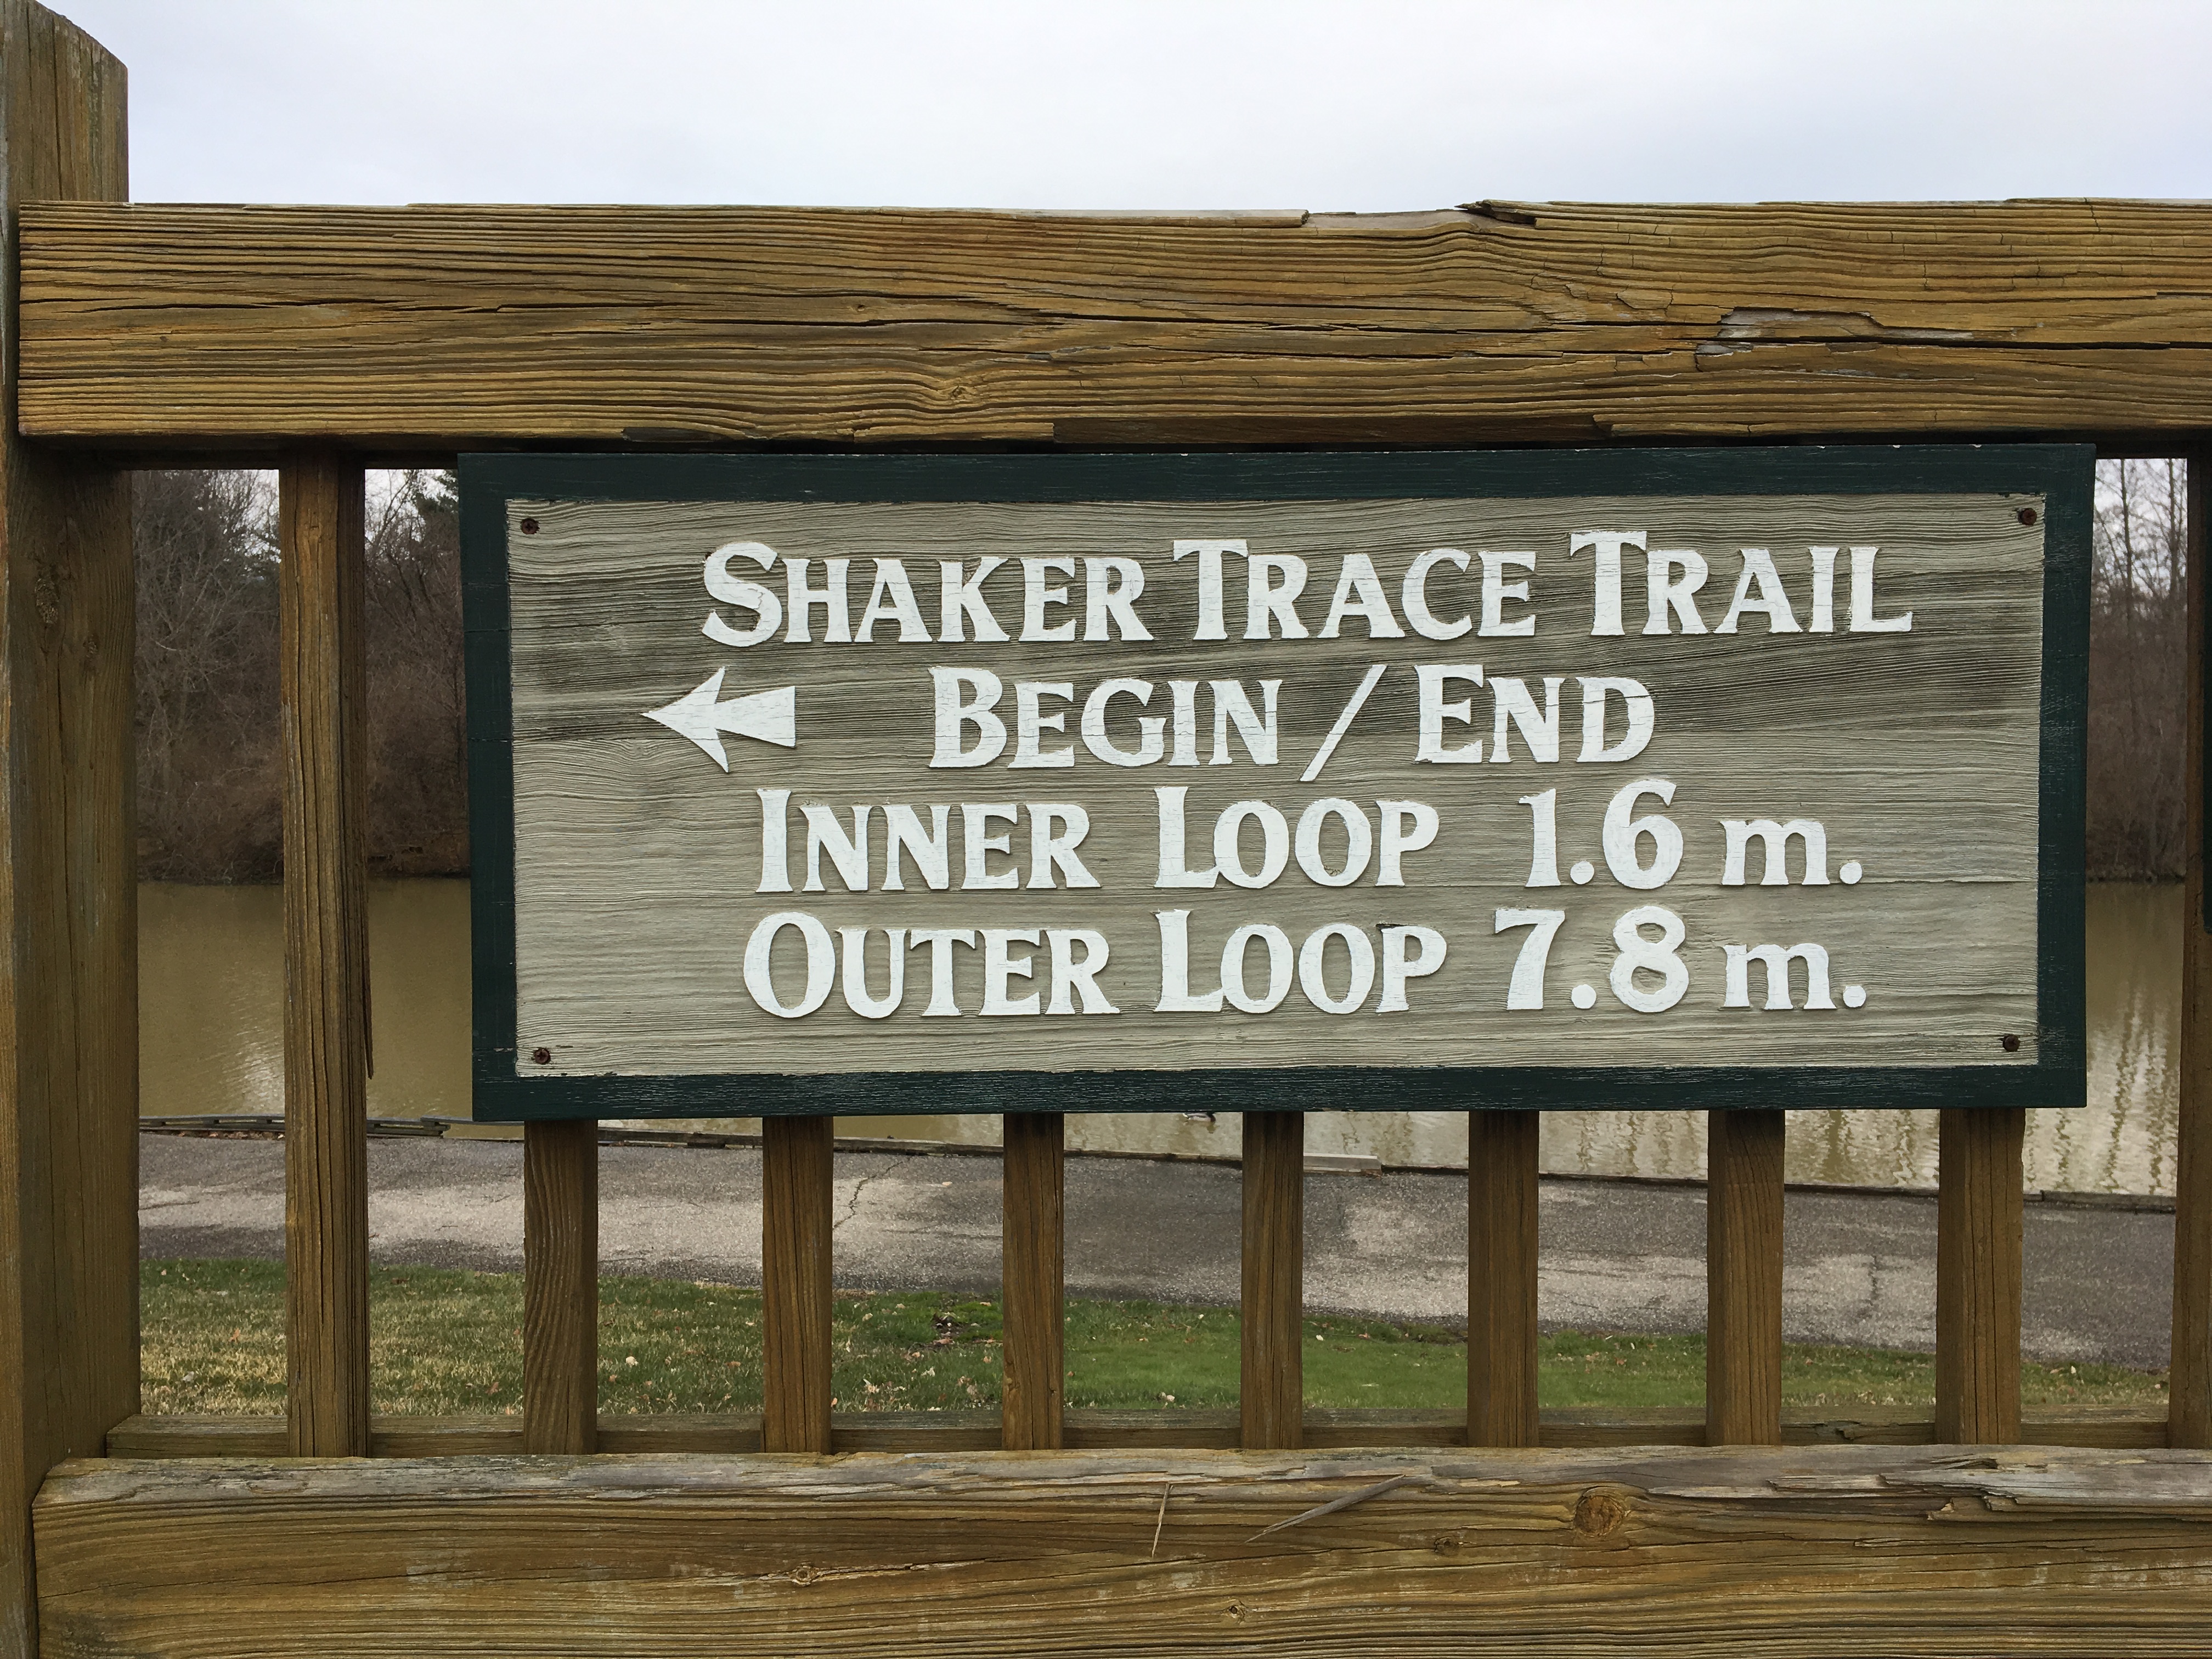 SHAKER TRACE TRAIL
BEGIN / END
INNER LOOP 1.6 m.
OUTER LOOP 7.8 m.